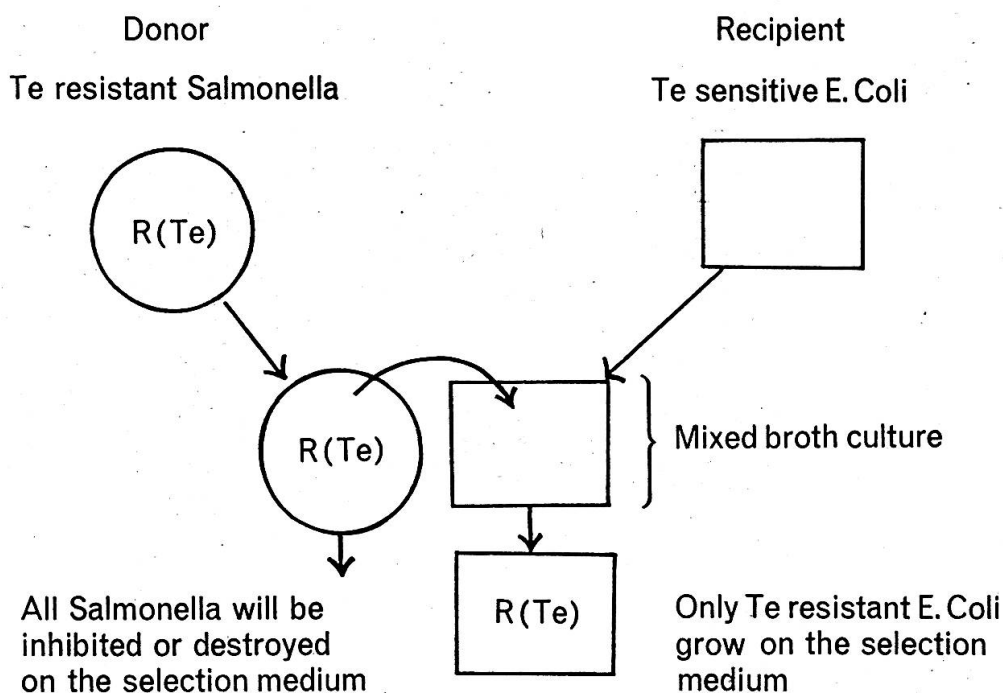 Donor
Recipient
Te resistant Salmonella
Te sensitive E. Coli
R(Te)
R(Te)
Mixed broth culture
R(Te)
All Salmonella will be
inhibited or destroyed
on the selection medium
Only Te resistant E. Coli
grow on the selection
medium